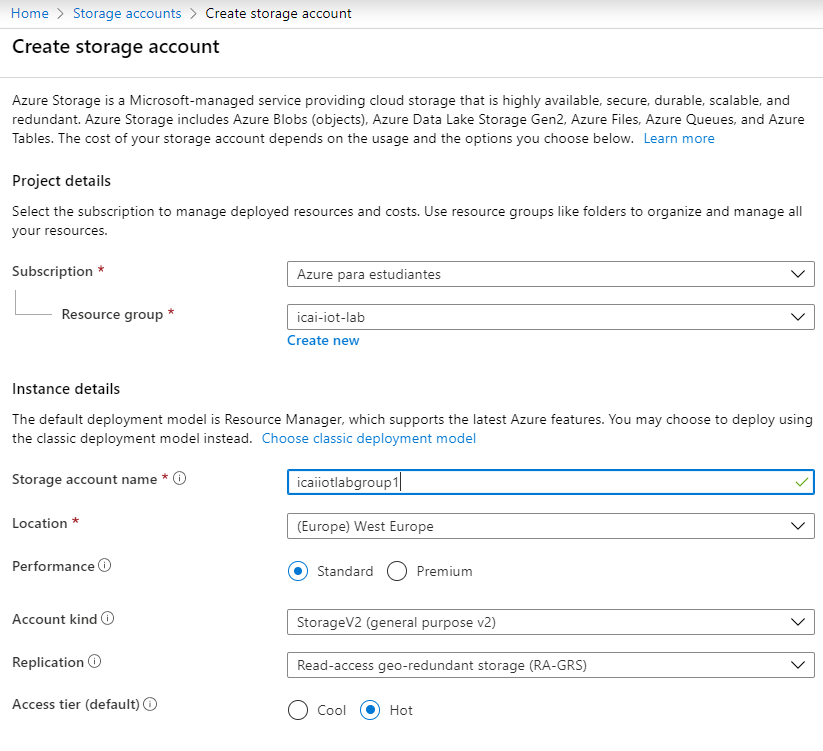 Home > Storage accounts > Create storage account
Create storage account
Azure Storage is a Microsoft-managed service providing cloud storage that is highly available, secure, durable, scalable, and
redundant. Azure Storage includes Azure Blobs (objects), Azure Data Lake Storage Gen2, Azure Files, Azure Queues, and Azure
Tables. The cost of your storage account depends on the usage and the options you choose below. Learn more
Project details
Select the subscription to manage deployed resources and costs. Use resource groups like folders to organize and manage all
your resources.
Subscription * Azure para estudiantes
Resource group * icai-iot-lab
Create new
Instance details
The default deployment model is Resource Manager, which supports the latest Azure features. You may choose to deploy using
the classic deployment model instead. Choose classic deployment model
Storage account name * icaiiotlabgroup1
Location * (Europe) West Europe
Performance Standard Premium
Account kind StorageV2 (general purpose v2)
Replication Read-access geo-redundant storage (RA-GRS)
Access tier (default) Cool Hot